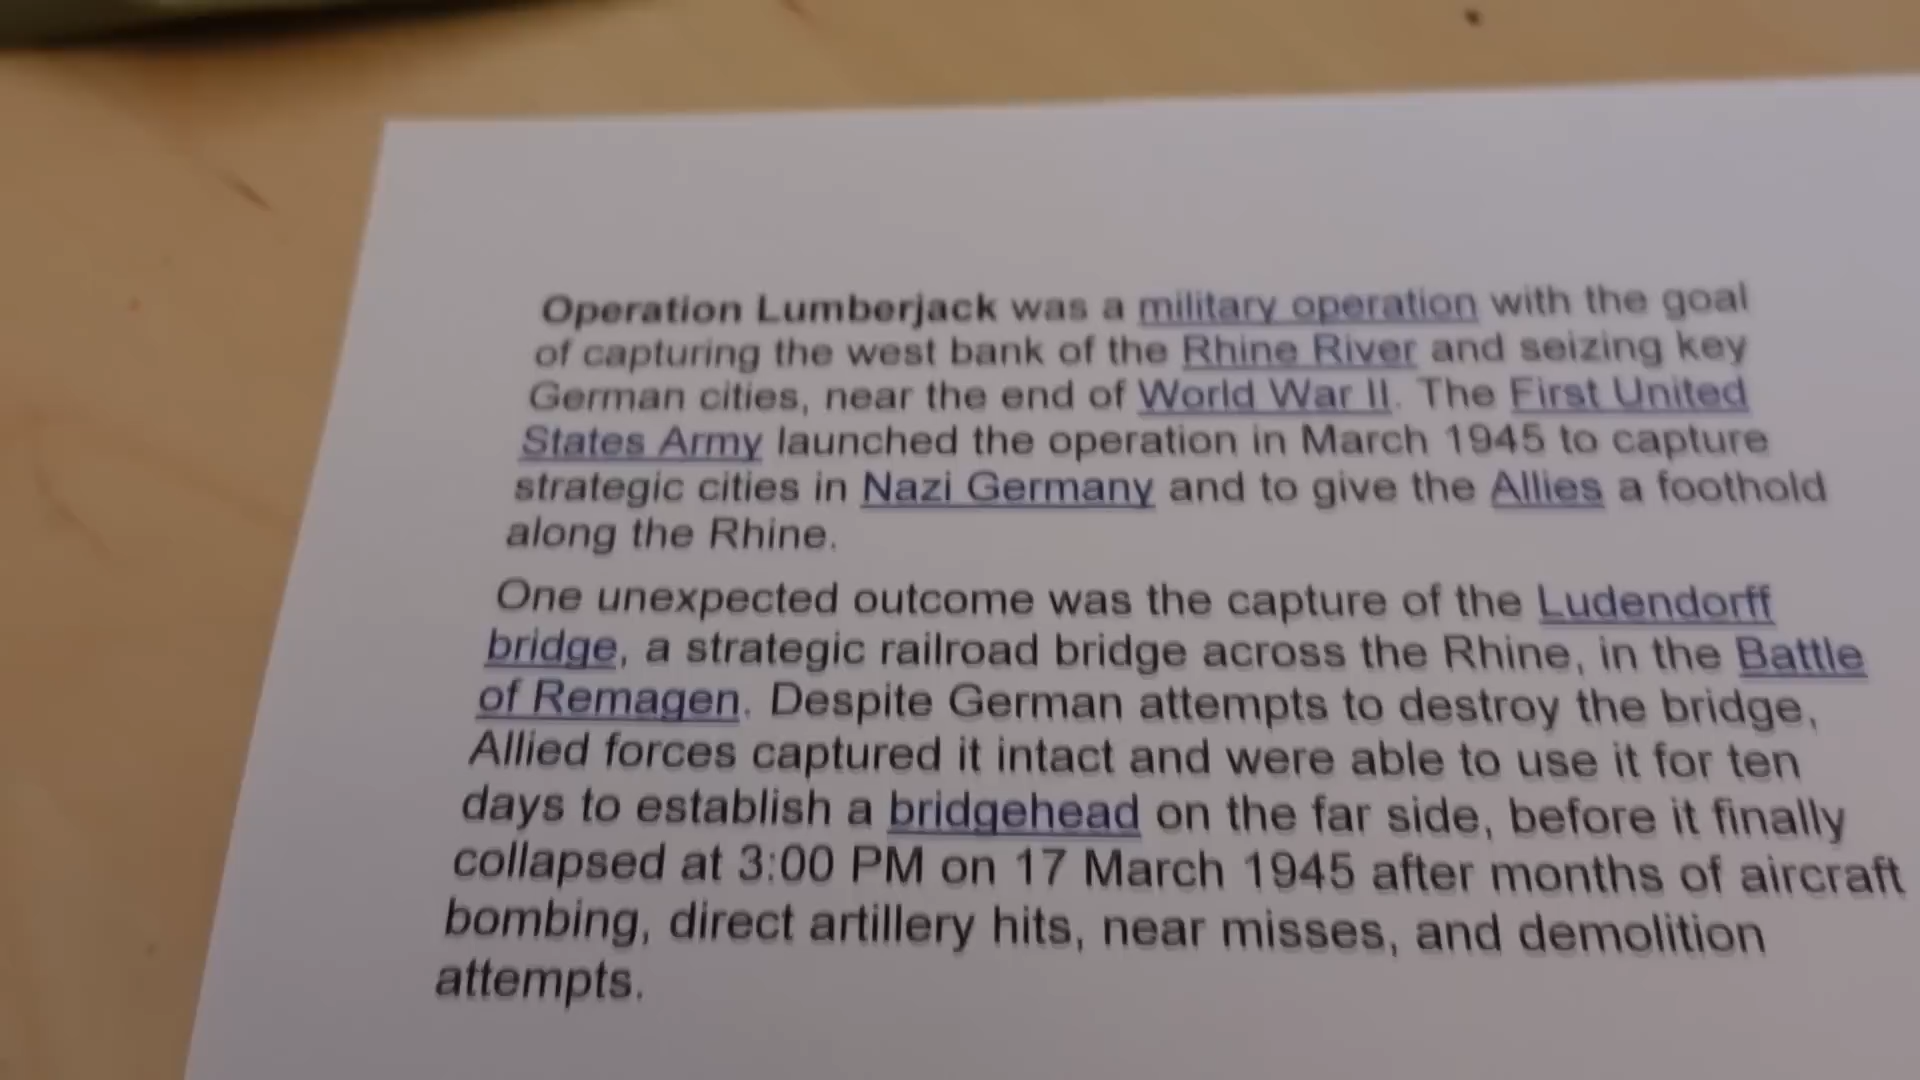 Operation Lumberjack was a military operation with the goal
of capturing the west bank of the Rhine River and seizing key
German cities, near the end of World War II. The First United
States Army launched the operation in March 1945 to capture
strategic cities in Nazi Germany and to give the Allies a foothold
along the Rhine.
One unexpected outcome was the capture of the Ludendorff
bridge, a strategic railroad bridge across the Rhine, in the Battle
of Remagen. Despite German attempts to destroy the bridge,
Allied forces captured it intact and were able to use it for ten
days to establish a bridgehead on the far side, before it finally
collapsed at 3:00 PM on 17 March 1945 after months of aircraft
bombing, direct artillery hits, near misses, and demolition
attempts.